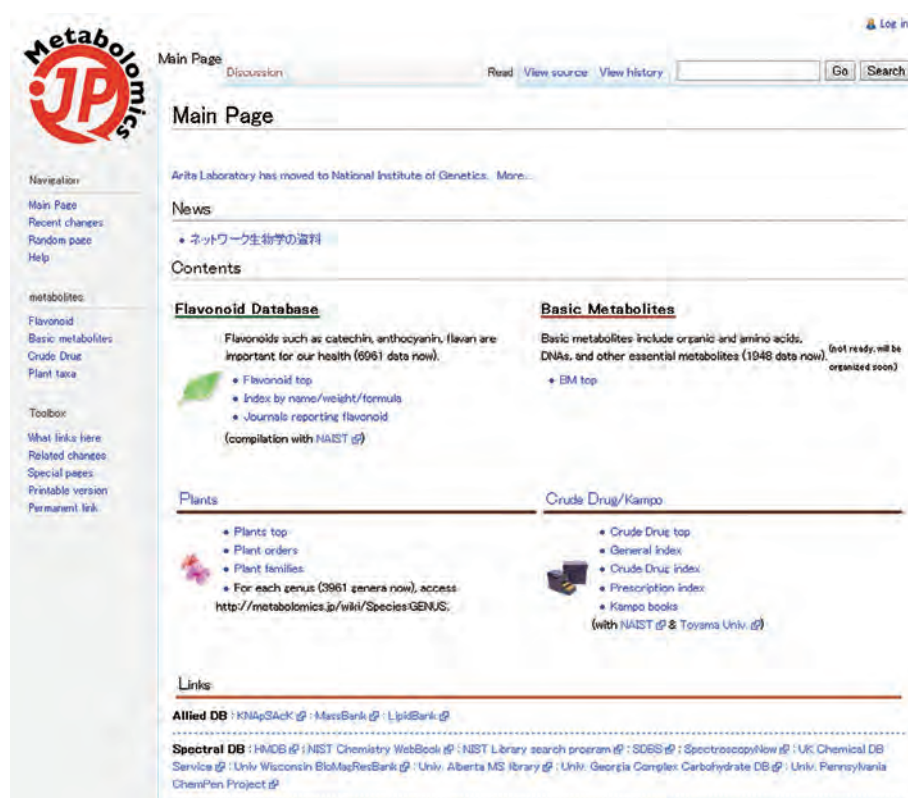 Log in
Metabolomics
JP
Main Page
Discussion
Read View source View history
Go Search
Main Page
Arita Laboratory has moved to National Institute of Genetics. More...
Navigation
Main Page
Recent changes
Random page
Help
News
ネットワーク生物学の資料
Contents
metabolites
Flavonoid
Basic metabolites
Crude Drug
Plant taxa
Toolbox
What links here
Related changes
Special pages
Printable version
Permanent link
Flavonoid Database
Flavonoids such as catechin, anthocyanin, flavan are
important for our health (6961 data now).
Flavonoid top
Index by name/weight/formula
Journals reporting flavonoid
(compilation with NAIST)
Basic Metabolites
Basic metabolites include organic and amino acids,
DNAs, and other essential metabolites (1948 data now). (not ready, will be
organized soon)
BM top
Plants
Plants top
Plant orders
Plant families
For each genus (3961 genera now), access
http://metabolomics.jp/wiki/Species:GENUS.
Crude Drug/Kampo
Crude Drug top
General index
Crude Drug index
Prescription index
Kampo books
(with NAIST & Toyama Univ.)
Links
Allied DB : KNApSAcK : MassBank : LipidBank
Spectral DB : HMDB : NIST Chemistry WebBook : NIST Library search program : SDBS : SpectroscopyNow : UK Chemical DB
Service : Univ Wisconsin BioMagResBank : Univ. Alberta MS library : Univ. Georgia Complex Carbohydrate DB : Univ. Pennsylvania
ChemPen Project